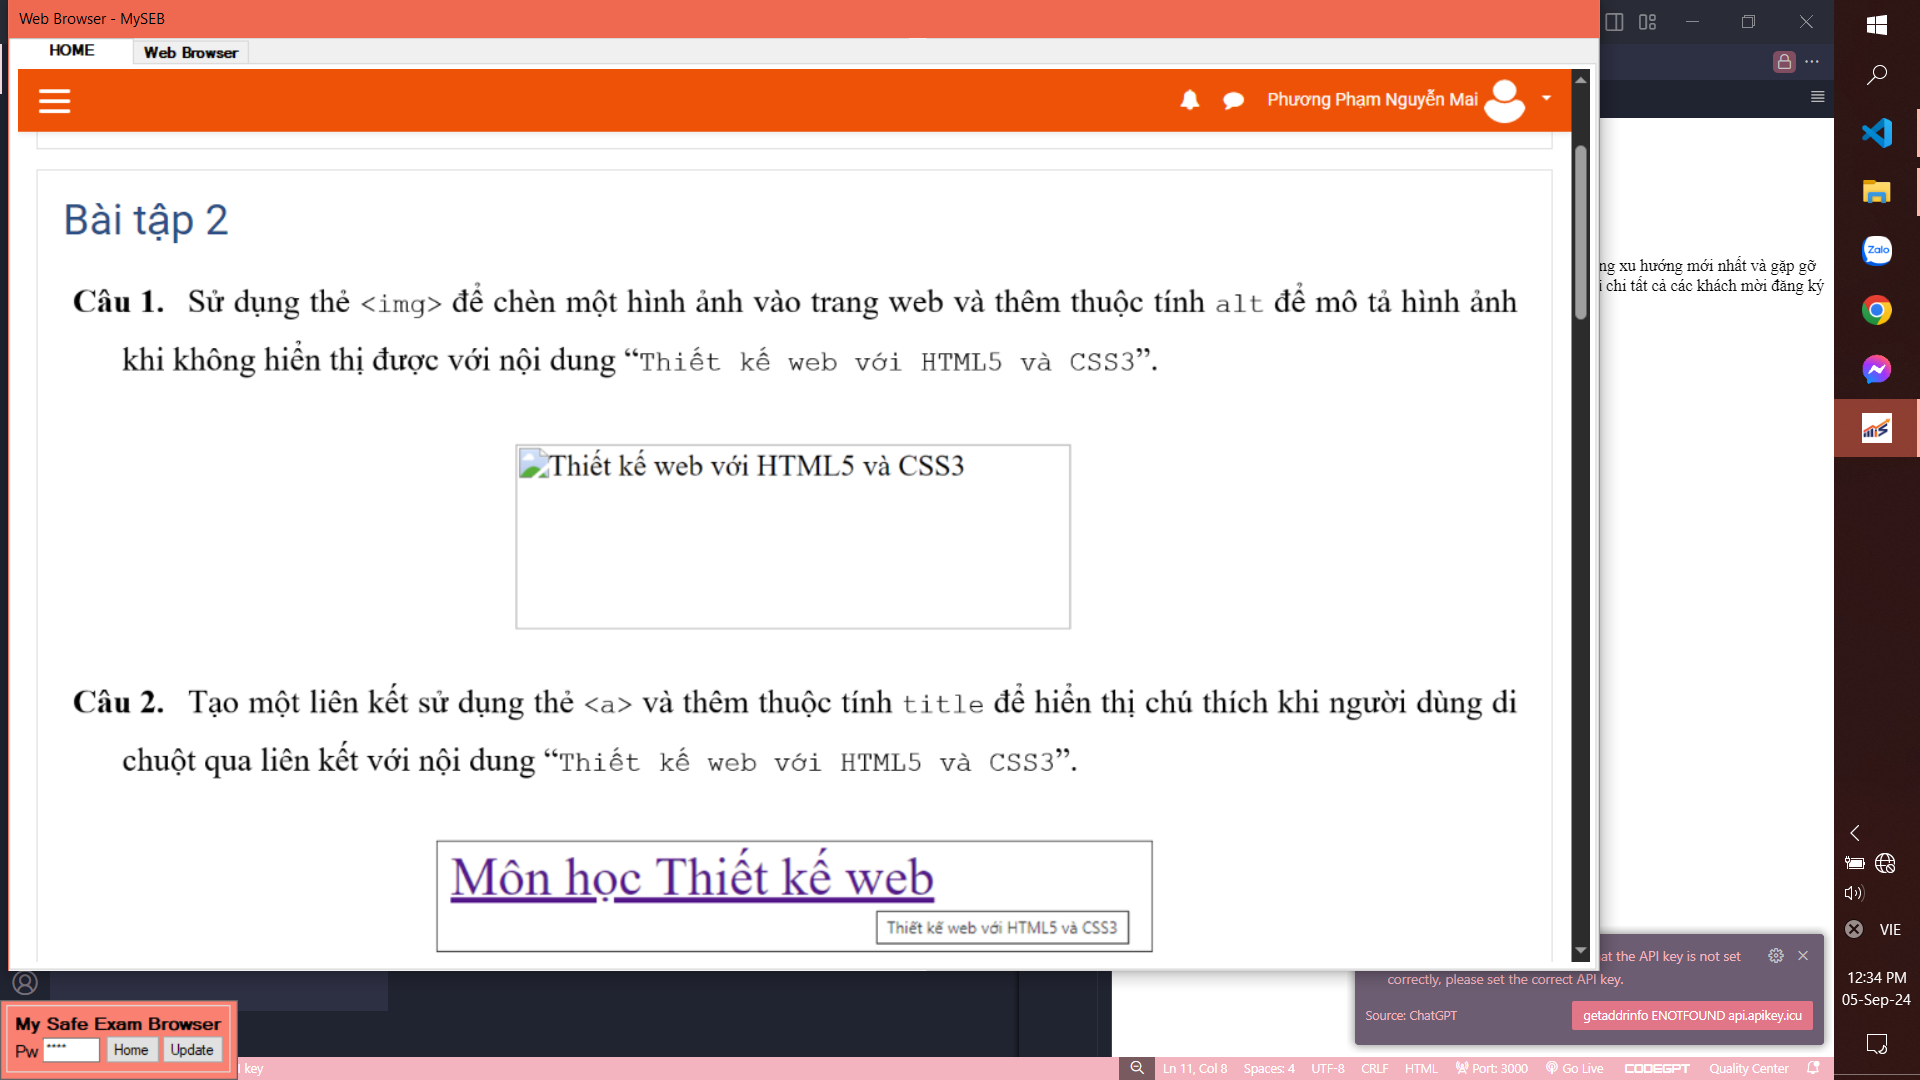 Web Browser - MySEB
HOME
Web Browser
Phương Phạm Nguyễn Mai
Bài tập 2
Câu 1. Sử dụng thẻ <img> để chèn một hình ảnh vào trang web và thêm thuộc tính alt để mô tả hình ảnh
khi không hiển thị được với nội dung “Thiết kế web với HTML5 và CSS3”.
Thiết kế web với HTML5 và CSS3
Câu 2. Tạo một liên kết sử dụng thẻ <a> và thêm thuộc tính title để hiển thị chú thích khi người dùng di
chuột qua liên kết với nội dung “Thiết kế web với HTML5 và CSS3”.
Môn học Thiết kế web
Thiết kế web với HTML5 và CSS3
ng xu hướng mới nhất và gặp gỡ
i chi tất cả các khách mời đăng ký
Zalo
VIE
12:34 PM
05-Sep-24
at the API key is not set
correctly, please set the correct API key.
Source: ChatGPT
getaddrinfo ENOTFOUND api.apikey.icu
My Safe Exam Browser
Pw **** Home Update
key
Ln 11, Col 8 Spaces: 4 UTF-8 CRLF HTML Port: 3000 Go Live CODEGPT Quality Center